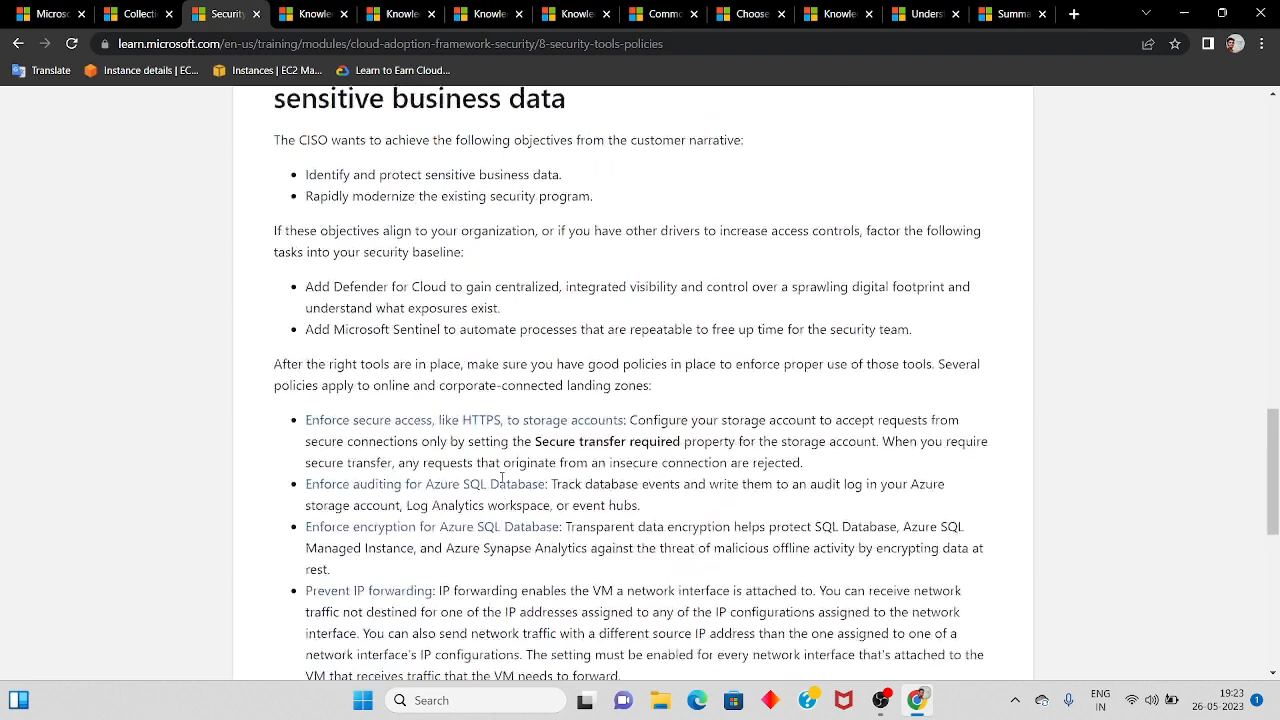 Micros
Collecti
Security
Knowle
Knowle
Knowle
Knowle
Commo
Choose
Knowle
Unders
Summa
learn.microsoft.com/en-us/training/modules/cloud-adoption-framework-security/8-security-tools-policies
Translate
Instance details | EC...
Instances | EC2 Ma...
Learn to Earn Cloud...
sensitive business data
The CISO wants to achieve the following objectives from the customer narrative:
• Identify and protect sensitive business data.
• Rapidly modernize the existing security program.
If these objectives align to your organization, or if you have other drivers to increase access controls, factor the following
tasks into your security baseline:
• Add Defender for Cloud to gain centralized, integrated visibility and control over a sprawling digital footprint and
understand what exposures exist.
• Add Microsoft Sentinel to automate processes that are repeatable to free up time for the security team.
After the right tools are in place, make sure you have good policies in place to enforce proper use of those tools. Several
policies apply to online and corporate-connected landing zones:
• Enforce secure access, like HTTPS, to storage accounts: Configure your storage account to accept requests from
secure connections only by setting the Secure transfer required property for the storage account. When you require
secure transfer, any requests that originate from an insecure connection are rejected.
• Enforce auditing for Azure SQL Database: Track database events and write them to an audit log in your Azure
storage account, Log Analytics workspace, or event hubs.
• Enforce encryption for Azure SQL Database: Transparent data encryption helps protect SQL Database, Azure SQL
Managed Instance, and Azure Synapse Analytics against the threat of malicious offline activity by encrypting data at
rest.
• Prevent IP forwarding: IP forwarding enables the VM a network interface is attached to. You can receive network
traffic not destined for one of the IP addresses assigned to any of the IP configurations assigned to the network
interface. You can also send network traffic with a different source IP address than the one assigned to one of a
network interface's IP configurations. The setting must be enabled for every network interface that's attached to the
VM that receives traffic that the VM needs to forward.
Search
ENG
IN
19:23
26-05-2023
1